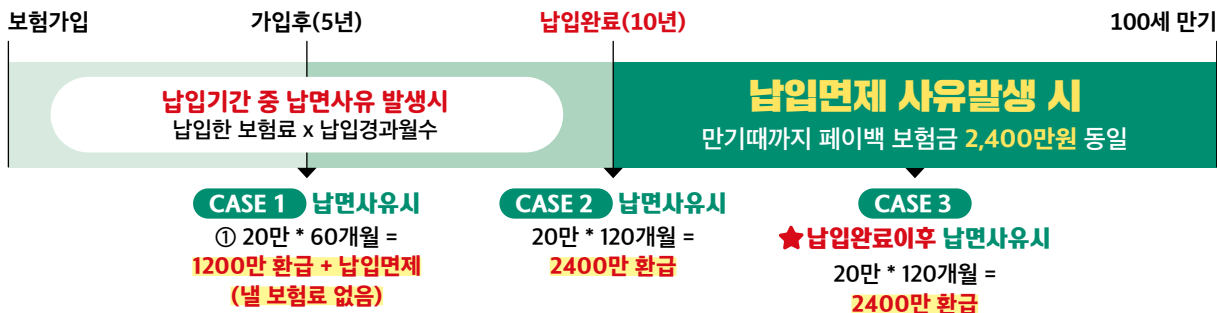 보험가입
가입후(5년)
납입완료(10년)
100세 만기
납입기간 중 납면사유 발생시
납입한 보험료 x 납입경과월수
납입면제 사유발생 시
만기때까지 페이백 보험금 2,400만원 동일
CASE 1 납면사유시
① 20만 * 60개월 =
1200만 환급 + 납입면제
(낼 보험료 없음)
CASE 2 납면사유시
20만 * 120개월 =
2400만 환급
CASE 3
★납입완료이후 납면사유시
20만 * 120개월 =
2400만 환급